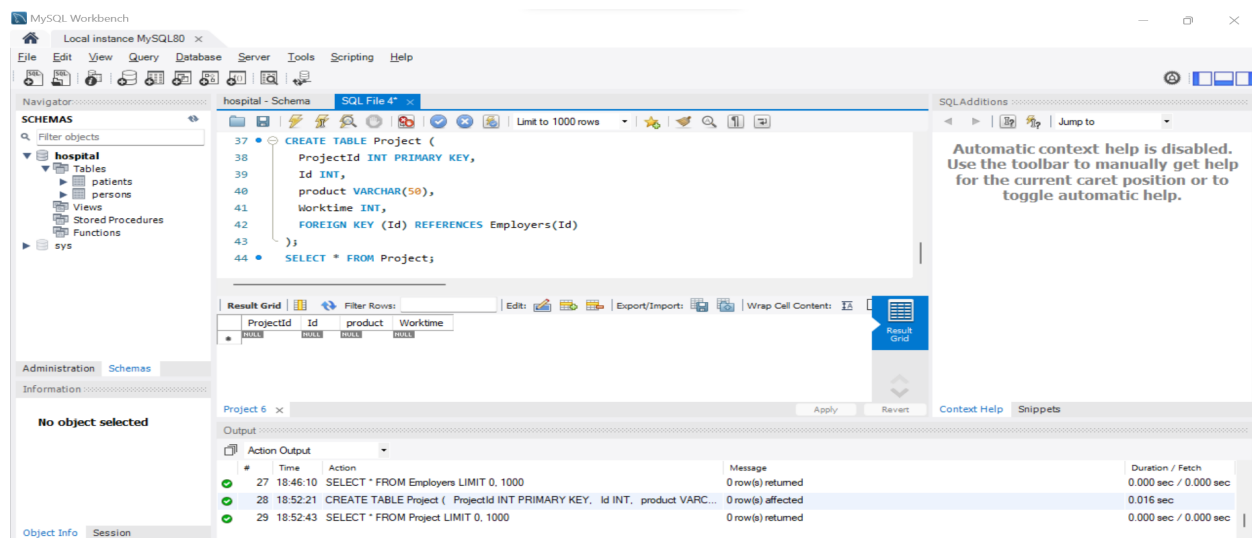 MySQL Workbench
Local instance MySQL80
File Edit View Query Database Server Tools Scripting Help
Navigator
SCHEMAS
Filter objects
hospital
Tables
patients
persons
Views
Stored Procedures
Functions
sys
Administration Schemas
Information
No object selected
Object Info Session
hospital - Schema SQL File 4*
Limit to 1000 rows
37 CREATE TABLE Project (
38 ProjectId INT PRIMARY KEY,
39 Id INT,
40 product VARCHAR(50),
41 Worktime INT,
42 FOREIGN KEY (Id) REFERENCES Employers(Id)
43 );
44 SELECT * FROM Project;
Result Grid Filter Rows: Edit: Export/Import: Wrap Cell Content:
ProjectId Id product Worktime
NULL NULL NULL NULL
Result
Grid
Project 6 Apply Revert
SQLAdditions
Jump to
Automatic context help is disabled.
Use the toolbar to manually get help
for the current caret position or to
toggle automatic help.
Context Help Snippets
Output
Action Output
# Time Action Message Duration / Fetch
27 18:46:10 SELECT * FROM Employers LIMIT 0, 1000 0 row(s) returned 0.000 sec / 0.000 sec
28 18:52:21 CREATE TABLE Project ( ProjectId INT PRIMARY KEY, Id INT, product VARC... 0 row(s) affected 0.016 sec
29 18:52:43 SELECT * FROM Project LIMIT 0, 1000 0 row(s) returned 0.000 sec / 0.000 sec